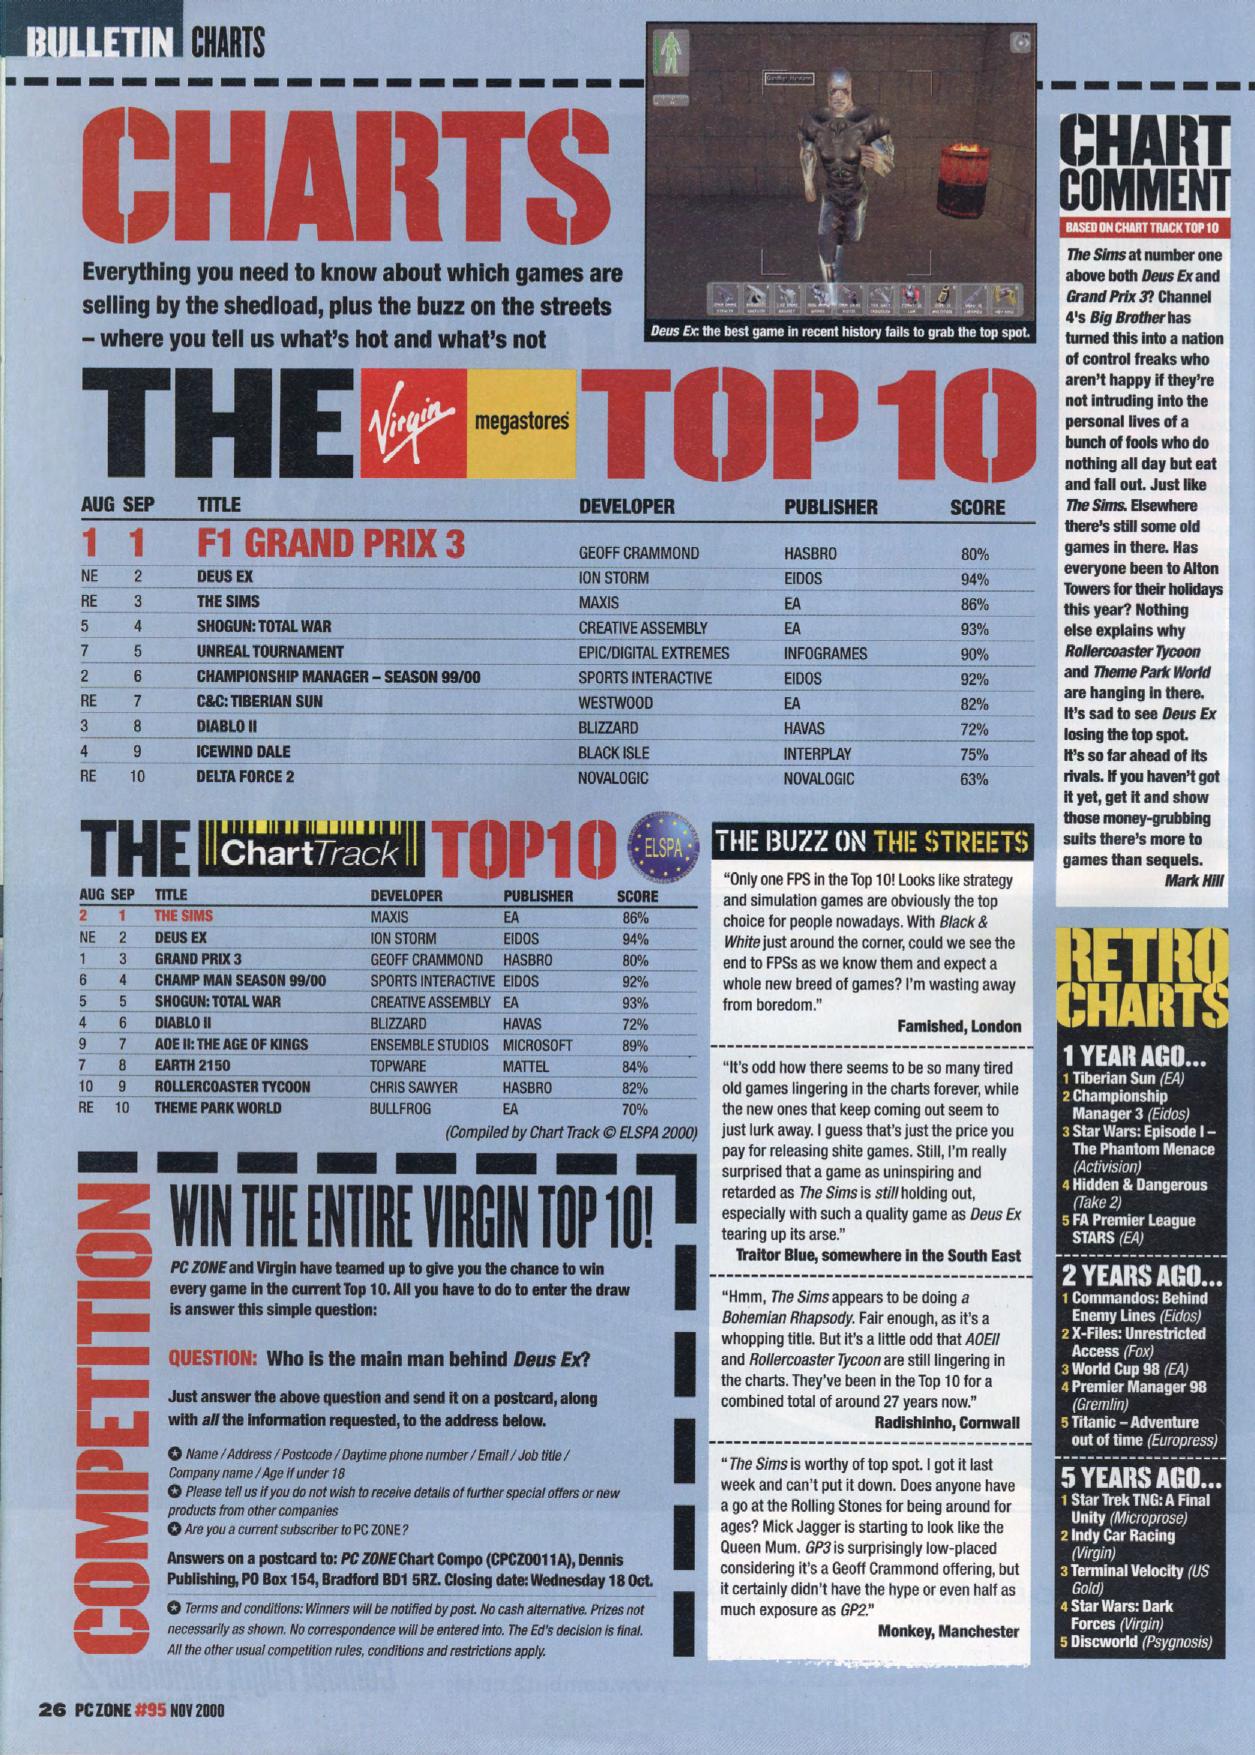 BULLETIN CHARTS
CHARTS
Everything you need to know about which games are
selling by the shedload, plus the buzz on the streets
– where you tell us what's hot and what's not
Deus Ex: the best game in recent history fails to grab the top spot.
THE Virgin megastores TOP 10
AUG SEP TITLE DEVELOPER PUBLISHER SCORE
1 1 F1 GRAND PRIX 3 GEOFF CRAMMOND HASBRO 80%
NE 2 DEUS EX ION STORM EIDOS 94%
RE 3 THE SIMS MAXIS EA 86%
5 4 SHOGUN: TOTAL WAR CREATIVE ASSEMBLY EA 93%
7 5 UNREAL TOURNAMENT EPIC/DIGITAL EXTREMES INFOGRAMES 90%
2 6 CHAMPIONSHIP MANAGER – SEASON 99/00 SPORTS INTERACTIVE EIDOS 92%
RE 7 C&C: TIBERIAN SUN WESTWOOD EA 82%
3 8 DIABLO II BLIZZARD HAVAS 72%
4 9 ICEWIND DALE BLACK ISLE INTERPLAY 75%
RE 10 DELTA FORCE 2 NOVALOGIC NOVALOGIC 63%
THE ChartTrack TOP10 ELSPA
AUG SEP TITLE DEVELOPER PUBLISHER SCORE
2 1 THE SIMS MAXIS EA 86%
NE 2 DEUS EX ION STORM EIDOS 94%
1 3 GRAND PRIX 3 GEOFF CRAMMOND HASBRO 80%
6 4 CHAMP MAN SEASON 99/00 SPORTS INTERACTIVE EIDOS 92%
5 5 SHOGUN: TOTAL WAR CREATIVE ASSEMBLY EA 93%
4 6 DIABLO II BLIZZARD HAVAS 72%
9 7 AOE II: THE AGE OF KINGS ENSEMBLE STUDIOS MICROSOFT 89%
7 8 EARTH 2150 TOPWARE MATTEL 84%
10 9 ROLLERCOASTER TYCOON CHRIS SAWYER HASBRO 82%
RE 10 THEME PARK WORLD BULLFROG EA 70%
(Compiled by Chart Track © ELSPA 2000)
COMPETITION
WIN THE ENTIRE VIRGIN TOP 10!
PC ZONE and Virgin have teamed up to give you the chance to win
every game in the current Top 10. All you have to do to enter the draw
is answer this simple question:
QUESTION: Who is the main man behind Deus Ex?
Just answer the above question and send it on a postcard, along
with all the information requested, to the address below.
✪ Name / Address / Postcode / Daytime phone number / Email / Job title /
Company name / Age if under 18
✪ Please tell us if you do not wish to receive details of further special offers or new
products from other companies
✪ Are you a current subscriber to PC ZONE?
Answers on a postcard to: PC ZONE Chart Compo (CPCZ0011A), Dennis
Publishing, PO Box 154, Bradford BD1 5RZ. Closing date: Wednesday 18 Oct.
✪ Terms and conditions: Winners will be notified by post. No cash alternative. Prizes not
necessarily as shown. No correspondence will be entered into. The Ed's decision is final.
All the other usual competition rules, conditions and restrictions apply.
THE BUZZ ON THE STREETS
"Only one FPS in the Top 10! Looks like strategy
and simulation games are obviously the top
choice for people nowadays. With Black &
White just around the corner, could we see the
end to FPSs as we know them and expect a
whole new breed of games? I'm wasting away
from boredom."
Famished, London
"It's odd how there seems to be so many tired
old games lingering in the charts forever, while
the new ones that keep coming out seem to
just lurk away. I guess that's just the price you
pay for releasing shite games. Still, I'm really
surprised that a game as uninspiring and
retarded as The Sims is still holding out,
especially with such a quality game as Deus Ex
tearing up its arse."
Traitor Blue, somewhere in the South East
"Hmm, The Sims appears to be doing a
Bohemian Rhapsody. Fair enough, as it's a
whopping title. But it's a little odd that AOEII
and Rollercoaster Tycoon are still lingering in
the charts. They've been in the Top 10 for a
combined total of around 27 years now."
Radishinho, Cornwall
"The Sims is worthy of top spot. I got it last
week and can't put it down. Does anyone have
a go at the Rolling Stones for being around for
ages? Mick Jagger is starting to look like the
Queen Mum. GP3 is surprisingly low-placed
considering it's a Geoff Crammond offering, but
it certainly didn't have the hype or even half as
much exposure as GP2."
Monkey, Manchester
CHART
COMMENT
BASED ON CHART TRACK TOP 10
The Sims at number one
above both Deus Ex and
Grand Prix 3? Channel
4's Big Brother has
turned this into a nation
of control freaks who
aren't happy if they're
not intruding into the
personal lives of a
bunch of fools who do
nothing all day but eat
and fall out. Just like
The Sims. Elsewhere
there's still some old
games in there. Has
everyone been to Alton
Towers for their holidays
this year? Nothing
else explains why
Rollercoaster Tycoon
and Theme Park World
are hanging in there.
It's sad to see Deus Ex
losing the top spot.
It's so far ahead of its
rivals. If you haven't got
it yet, get it and show
those money-grubbing
suits there's more to
games than sequels.
Mark Hill
RETRO
CHARTS
1 YEAR AGO...
1 Tiberian Sun (EA)
2 Championship
Manager 3 (Eidos)
3 Star Wars: Episode I –
The Phantom Menace
(Activision)
4 Hidden & Dangerous
(Take 2)
5 FA Premier League
STARS (EA)
2 YEARS AGO...
1 Commandos: Behind
Enemy Lines (Eidos)
2 X-Files: Unrestricted
Access (Fox)
3 World Cup 98 (EA)
4 Premier Manager 98
(Gremlin)
5 Titanic – Adventure
out of time (Europress)
5 YEARS AGO...
1 Star Trek TNG: A Final
Unity (Microprose)
2 Indy Car Racing
(Virgin)
3 Terminal Velocity (US
Gold)
4 Star Wars: Dark
Forces (Virgin)
5 Discworld (Psygnosis)
26 PC ZONE #95 NOV 2000